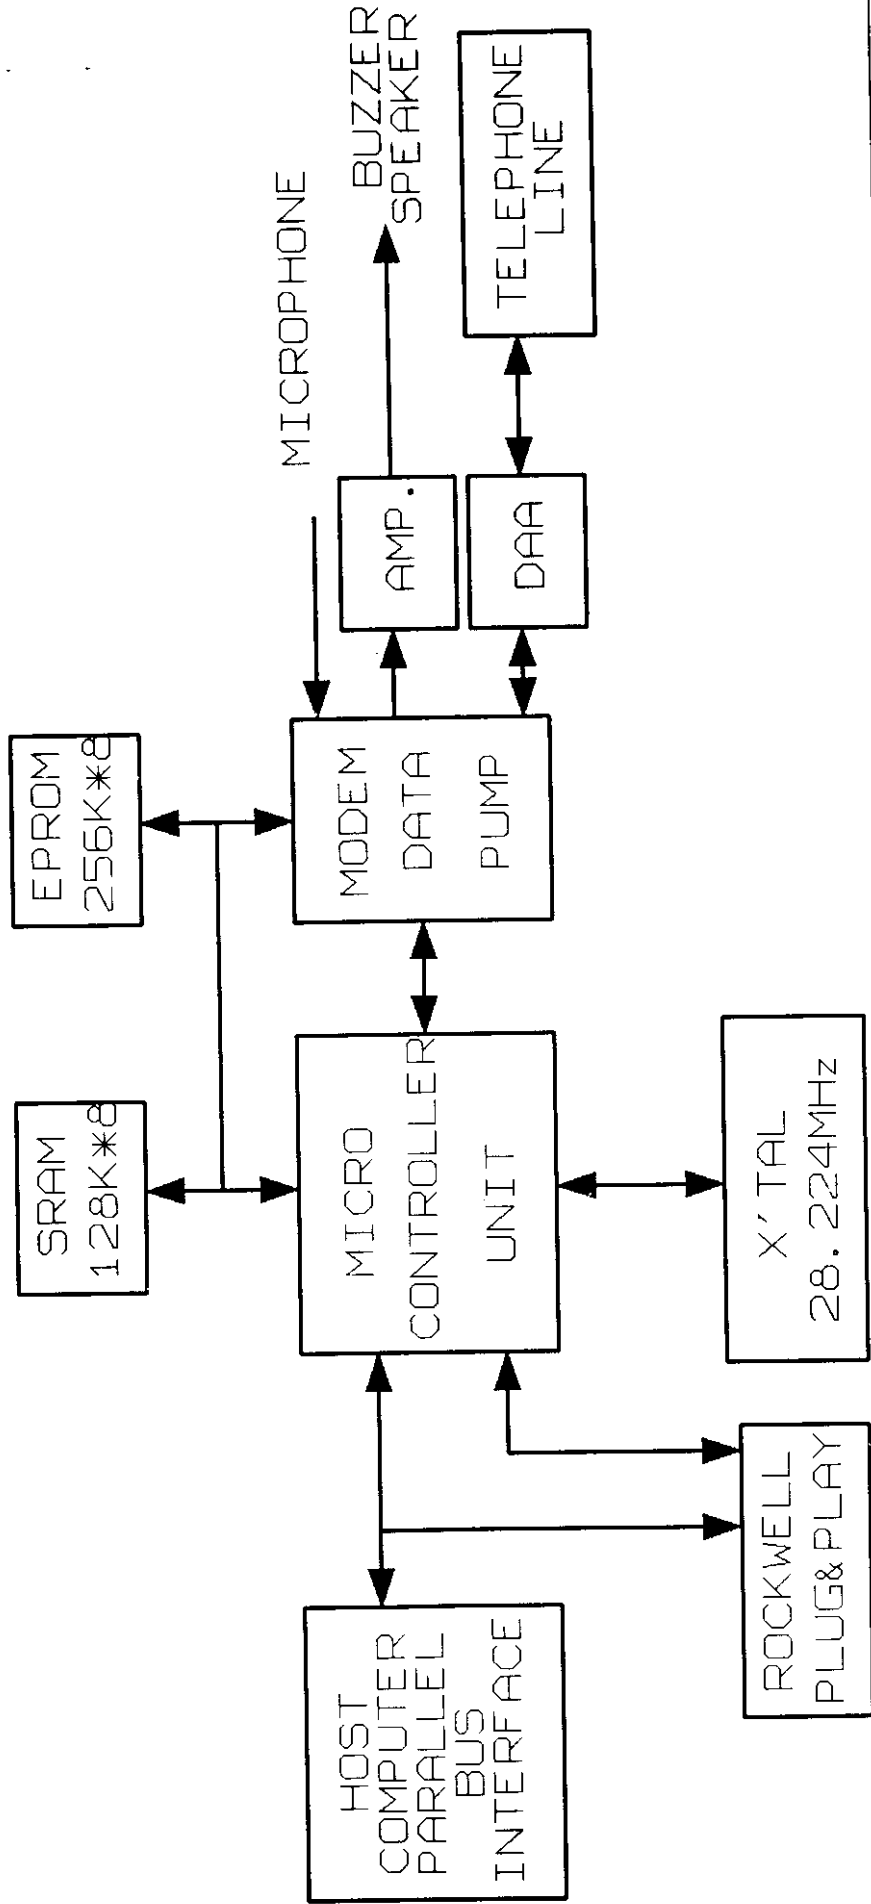 SRAM
128K*8
EPROM
256K*8
MICROPHONE
BUZZER
SPEAKER
HOST
COMPUTER
PARALLEL
BUS
INTERFACE
MICRO
CONTROLLER
UNIT
MODEM
DATA
PUMP
AMP.
DAA
TELEPHONE
LINE
ROCKWELL
PLUG&PLAY
X'TAL
28.224MHz